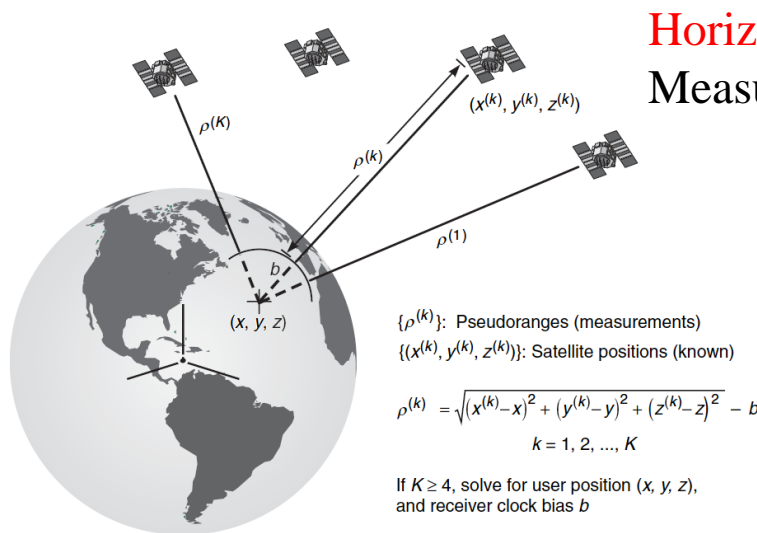 Horiz
Measu
(x^(k), y^(k), z^(k))
ρ^(K)
ρ^(k)
ρ^(1)
b
(x, y, z)
{ρ^(k)}: Pseudoranges (measurements)
{(x^(k), y^(k), z^(k))}: Satellite positions (known)
ρ^(k) = √((x^(k)−x)^2 + (y^(k)−y)^2 + (z^(k)−z)^2) − b
k = 1, 2, ..., K
If K ≥ 4, solve for user position (x, y, z),
and receiver clock bias b